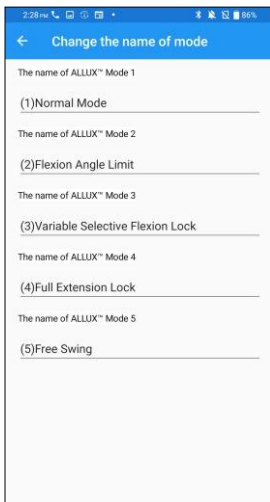 2:28 PM 86%
Change the name of mode
The name of ALLUX™ Mode 1
(1)Normal Mode
The name of ALLUX™ Mode 2
(2)Flexion Angle Limit
The name of ALLUX™ Mode 3
(3)Variable Selective Flexion Lock
The name of ALLUX™ Mode 4
(4)Full Extension Lock
The name of ALLUX™ Mode 5
(5)Free Swing